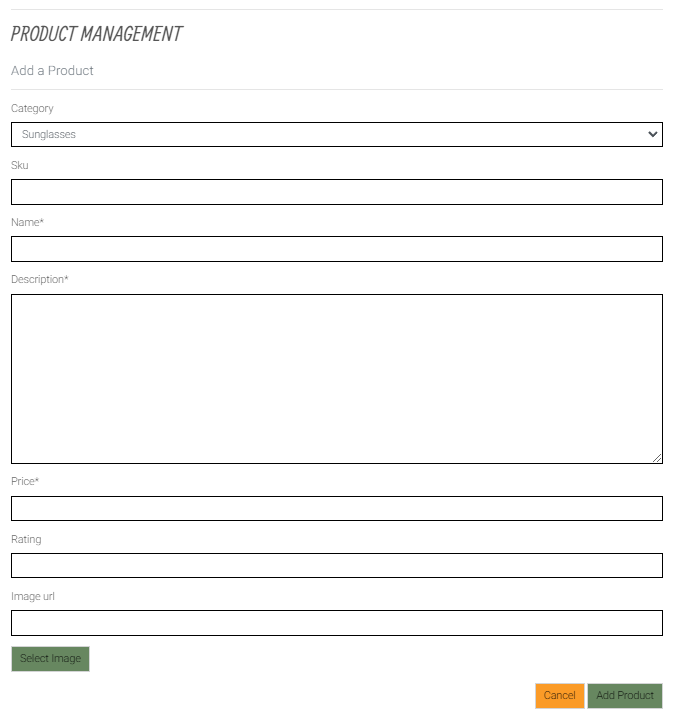 PRODUCT MANAGEMENT
Add a Product
Category
Sunglasses
Sku
Name*
Description*
Price*
Rating
Image url
Select Image
Cancel Add Product